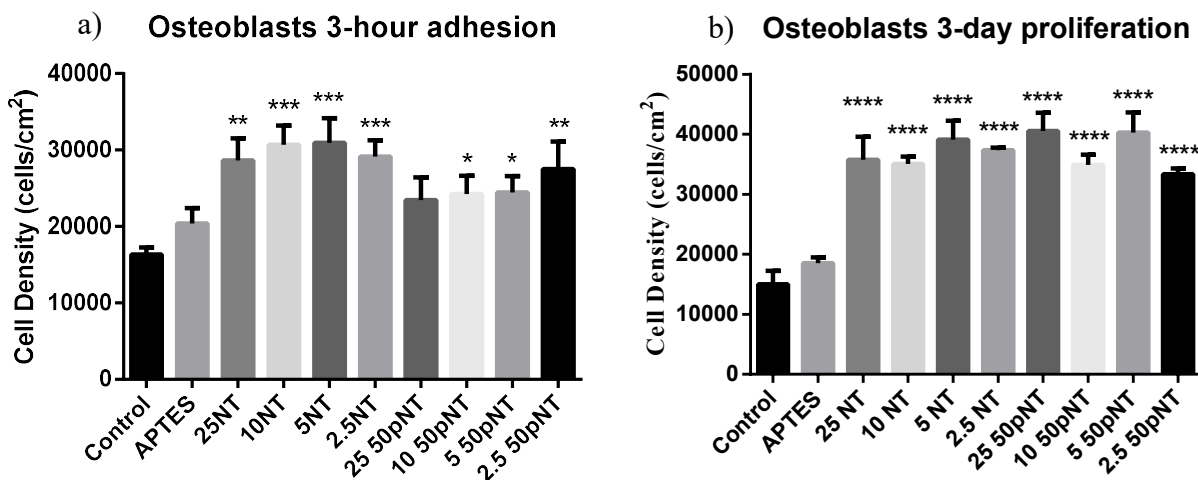 a) Osteoblasts 3-hour adhesion
Cell Density (cells/cm²)
40000
30000
20000
10000
0
** *** *** *** * * **
Control APTES 25NT 10NT 5NT 2.5NT 25 50pNT 10 50pNT 5 50pNT 2.5 50pNT
b) Osteoblasts 3-day proliferation
Cell Density (cells/cm²)
50000
40000
30000
20000
10000
0
**** **** **** **** **** **** **** ****
Control APTES 25 NT 10 NT 5 NT 2.5 NT 25 50pNT 10 50pNT 5 50pNT 2.5 50pNT